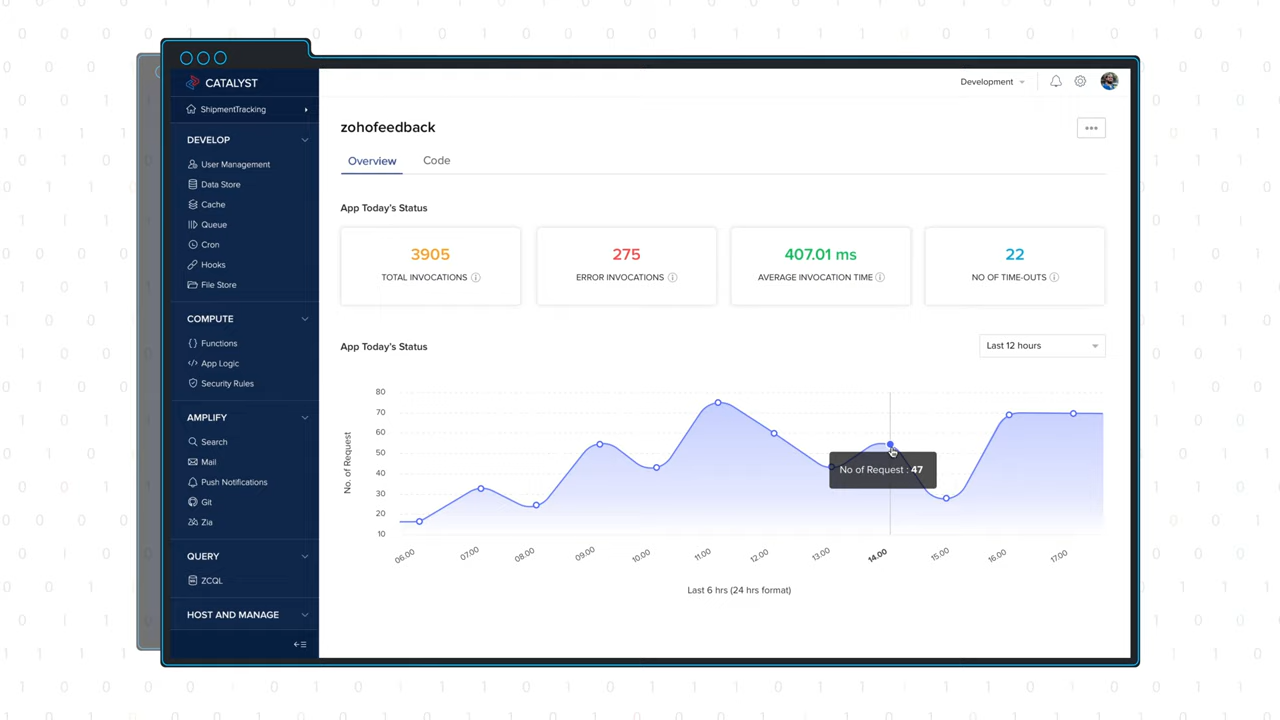 CATALYST
Development
ShipmentTracking
DEVELOP
User Management
Data Store
Cache
Queue
Cron
Hooks
File Store
COMPUTE
Functions
App Logic
Security Rules
AMPLIFY
Search
Mail
Push Notifications
Git
Zia
QUERY
ZCQL
HOST AND MANAGE
zohofeedback
Overview Code
App Today's Status
3905
TOTAL INVOCATIONS
275
ERROR INVOCATIONS
407.01 ms
AVERAGE INVOCATION TIME
22
NO OF TIME-OUTS
App Today's Status
Last 12 hours
No. of Request
80
70
60
50
40
30
20
10
No of Request : 47
06.00 07.00 08.00 09.00 10.00 11.00 12.00 13.00 14.00 15.00 16.00 17.00
Last 6 hrs (24 hrs format)